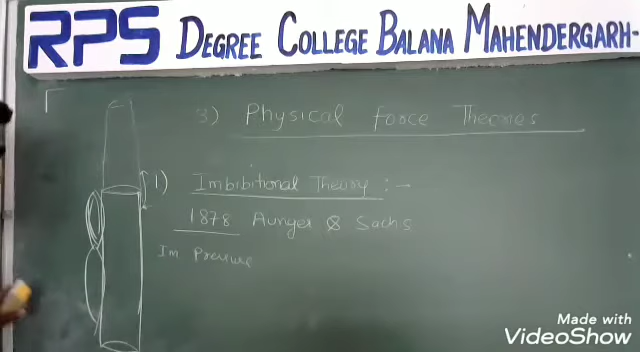 RPS DEGREE COLLEGE BALANA MAHENDERGARH-
3) Physical force Theories
1) Imbibitional Theory :-
1878 Aunger & Sachs
Im Pressure
Made with
VideoShow